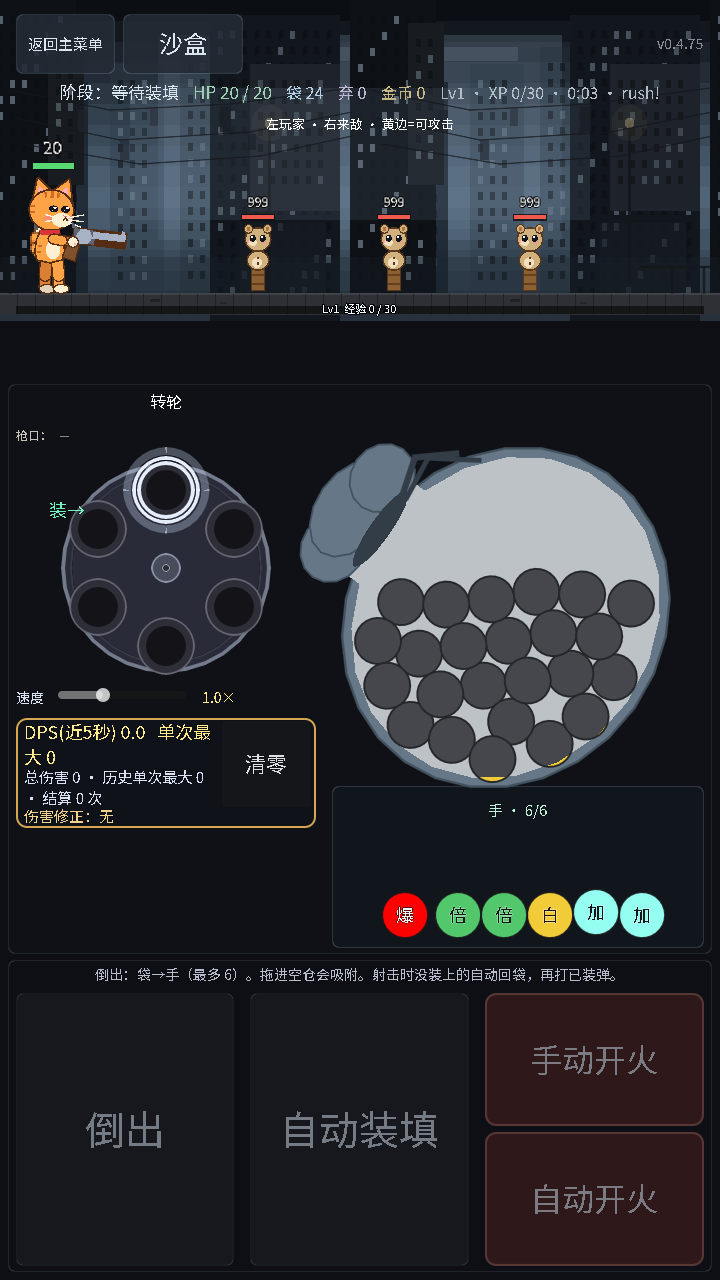 返回主菜单
沙盒
v0.4.75
阶段：等待装填 HP 20 / 20 袋 24 弃 0 金币 0 Lv1 · XP 0/30 · 0:03 · rush!
左玩家 · 右来敌 · 黄边=可攻击
20
999
999
999
Lv1 经验 0 / 30
转轮
枪口： —
装→
速度
1.0×
DPS(近5秒) 0.0 单次最
大 0
总伤害 0 · 历史单次最大 0
· 结算 0 次
伤害修正：无
清零
手 · 6/6
爆
倍
倍
白
加
加
倒出：袋→手（最多 6）。拖进空仓会吸附。射击时没装上的自动回袋，再打已装弹。
倒出
自动装填
手动开火
自动开火